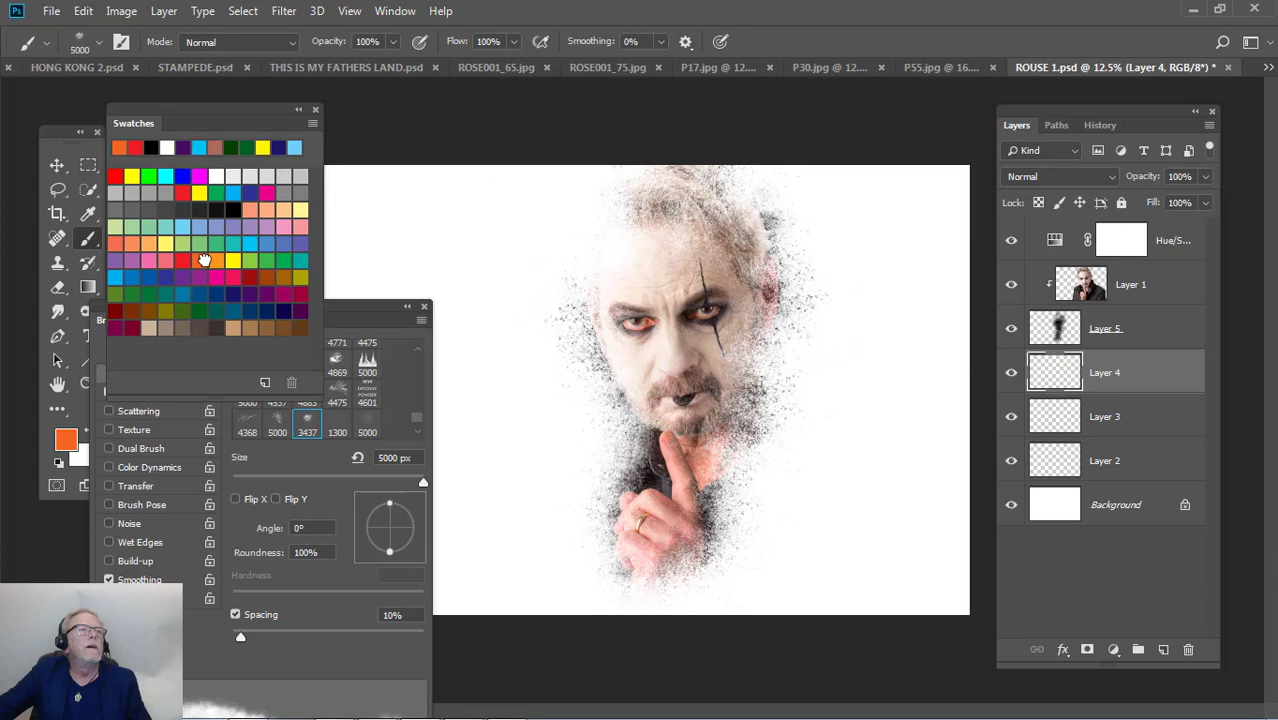 Ps File Edit Image Layer Type Select Filter 3D View Window Help
5000 Mode: Normal Opacity: 100% Flow: 100% Smoothing: 0%
HONG KONG 2.psd STAMPEDE.psd THIS IS MY FATHERS LAND.psd ROSE001_65.jpg ROSE001_75.jpg P17.jpg @ 12.... P30.jpg @ 12.... P55.jpg @ 16.... ROUSE 1.psd @ 12.5% (Layer 4, RGB/8*) *
Swatches
Layers Paths History
Kind
Normal Opacity: 100%
Lock: Fill: 100%
Hue/S...
Layer 1
Layer 5
Layer 4
Layer 3
Layer 2
Background
Br
4771 4475
4869 5000
4475 4601
4368 5000 3437 1300 5000
Scattering
Texture
Dual Brush
Color Dynamics
Transfer
Brush Pose
Noise
Wet Edges
Build-up
Smoothing
Size 5000 px
Flip X Flip Y
Angle: 0°
Roundness: 100%
Hardness
Spacing 10%